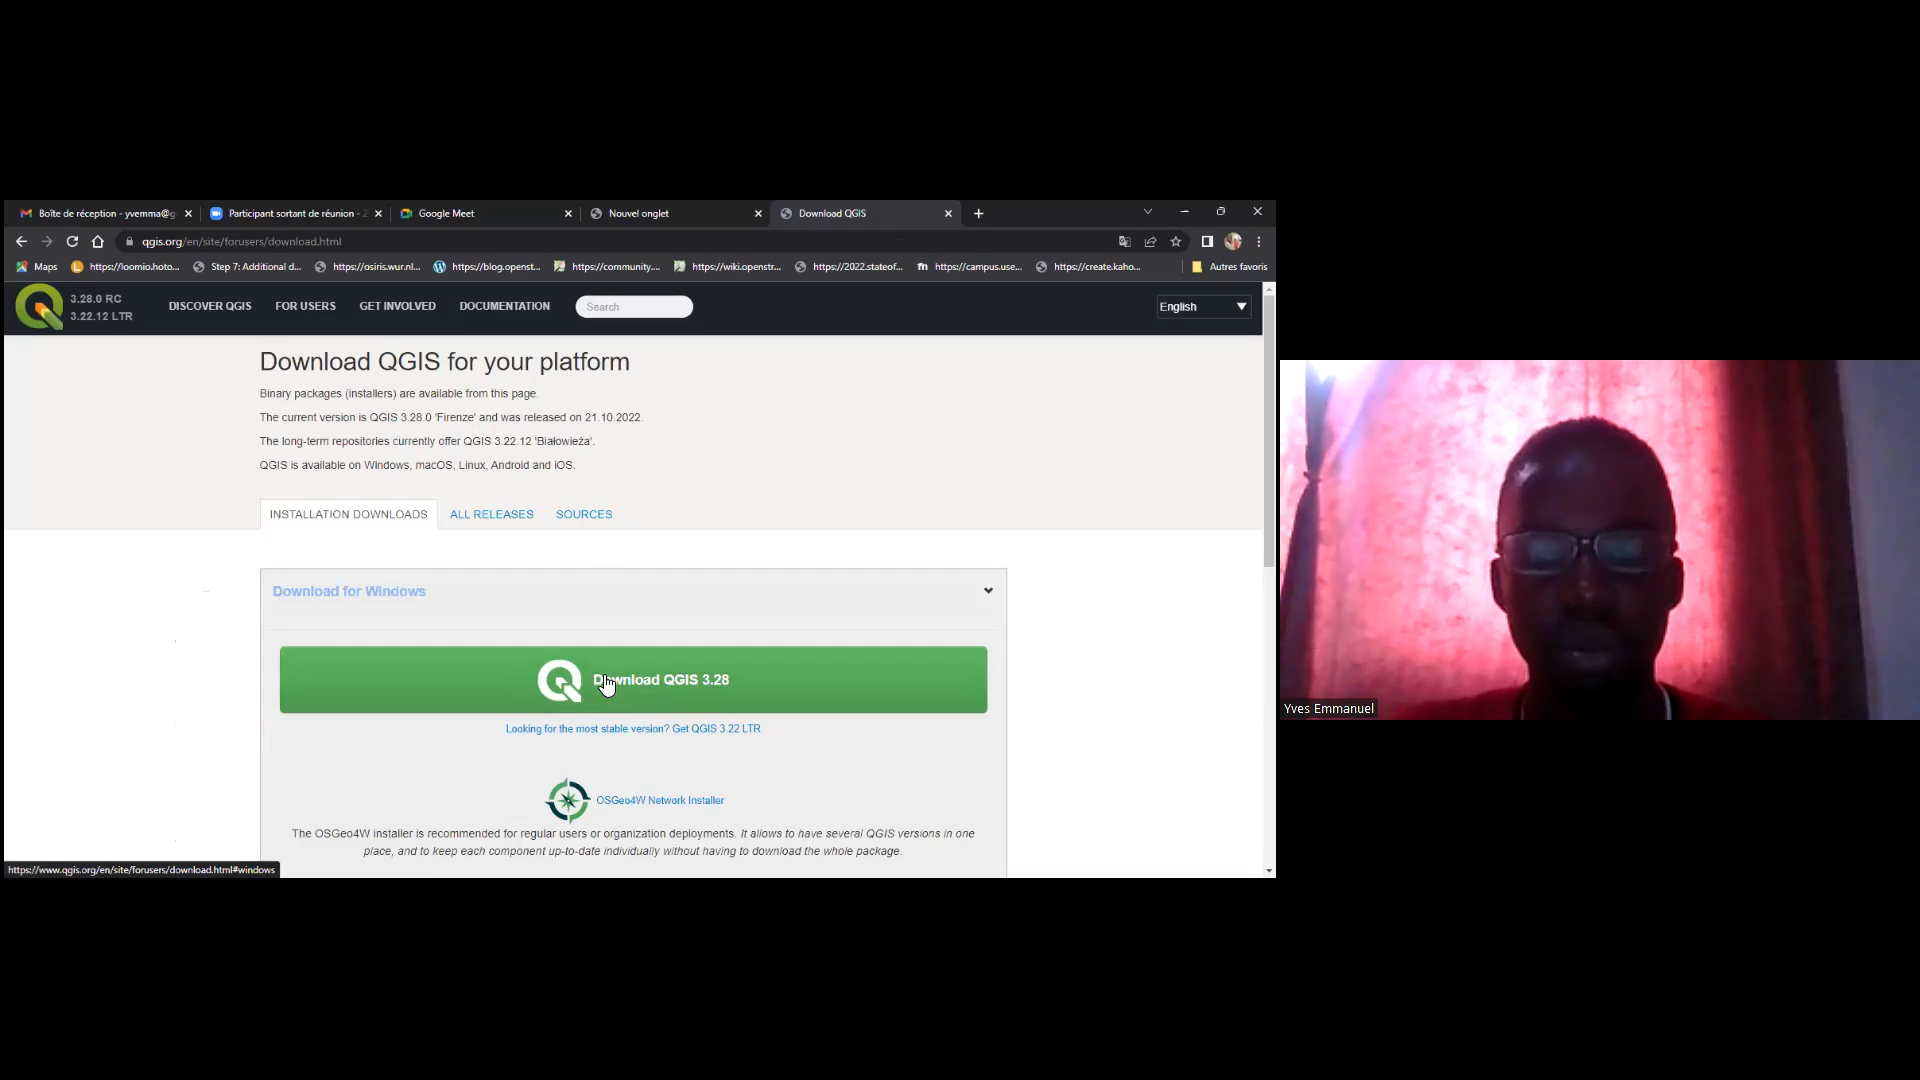 Boîte de réception - yvemma@g
Participant sortant de réunion - Z
Google Meet
Nouvel onglet
Download QGIS
qgis.org/en/site/forusers/download.html
Maps
https://loomio.hoto...
Step 7: Additional d...
https://osiris.wur.nl...
https://blog.openst...
https://community....
https://wiki.openstr...
https://2022.stateof...
https://campus.use...
https://create.kaho...
Autres favoris
3.28.0 RC
3.22.12 LTR
DISCOVER QGIS
FOR USERS
GET INVOLVED
DOCUMENTATION
Search
English
Download QGIS for your platform
Binary packages (installers) are available from this page.
The current version is QGIS 3.28.0 'Firenze' and was released on 21.10.2022.
The long-term repositories currently offer QGIS 3.22.12 'Białowieża'.
QGIS is available on Windows, macOS, Linux, Android and iOS.
INSTALLATION DOWNLOADS
ALL RELEASES
SOURCES
Download for Windows
Download QGIS 3.28
Looking for the most stable version? Get QGIS 3.22 LTR
OSGeo4W Network Installer
The OSGeo4W installer is recommended for regular users or organization deployments. It allows to have several QGIS versions in one
place, and to keep each component up-to-date individually without having to download the whole package.
https://www.qgis.org/en/site/forusers/download.html#windows
Yves Emmanuel